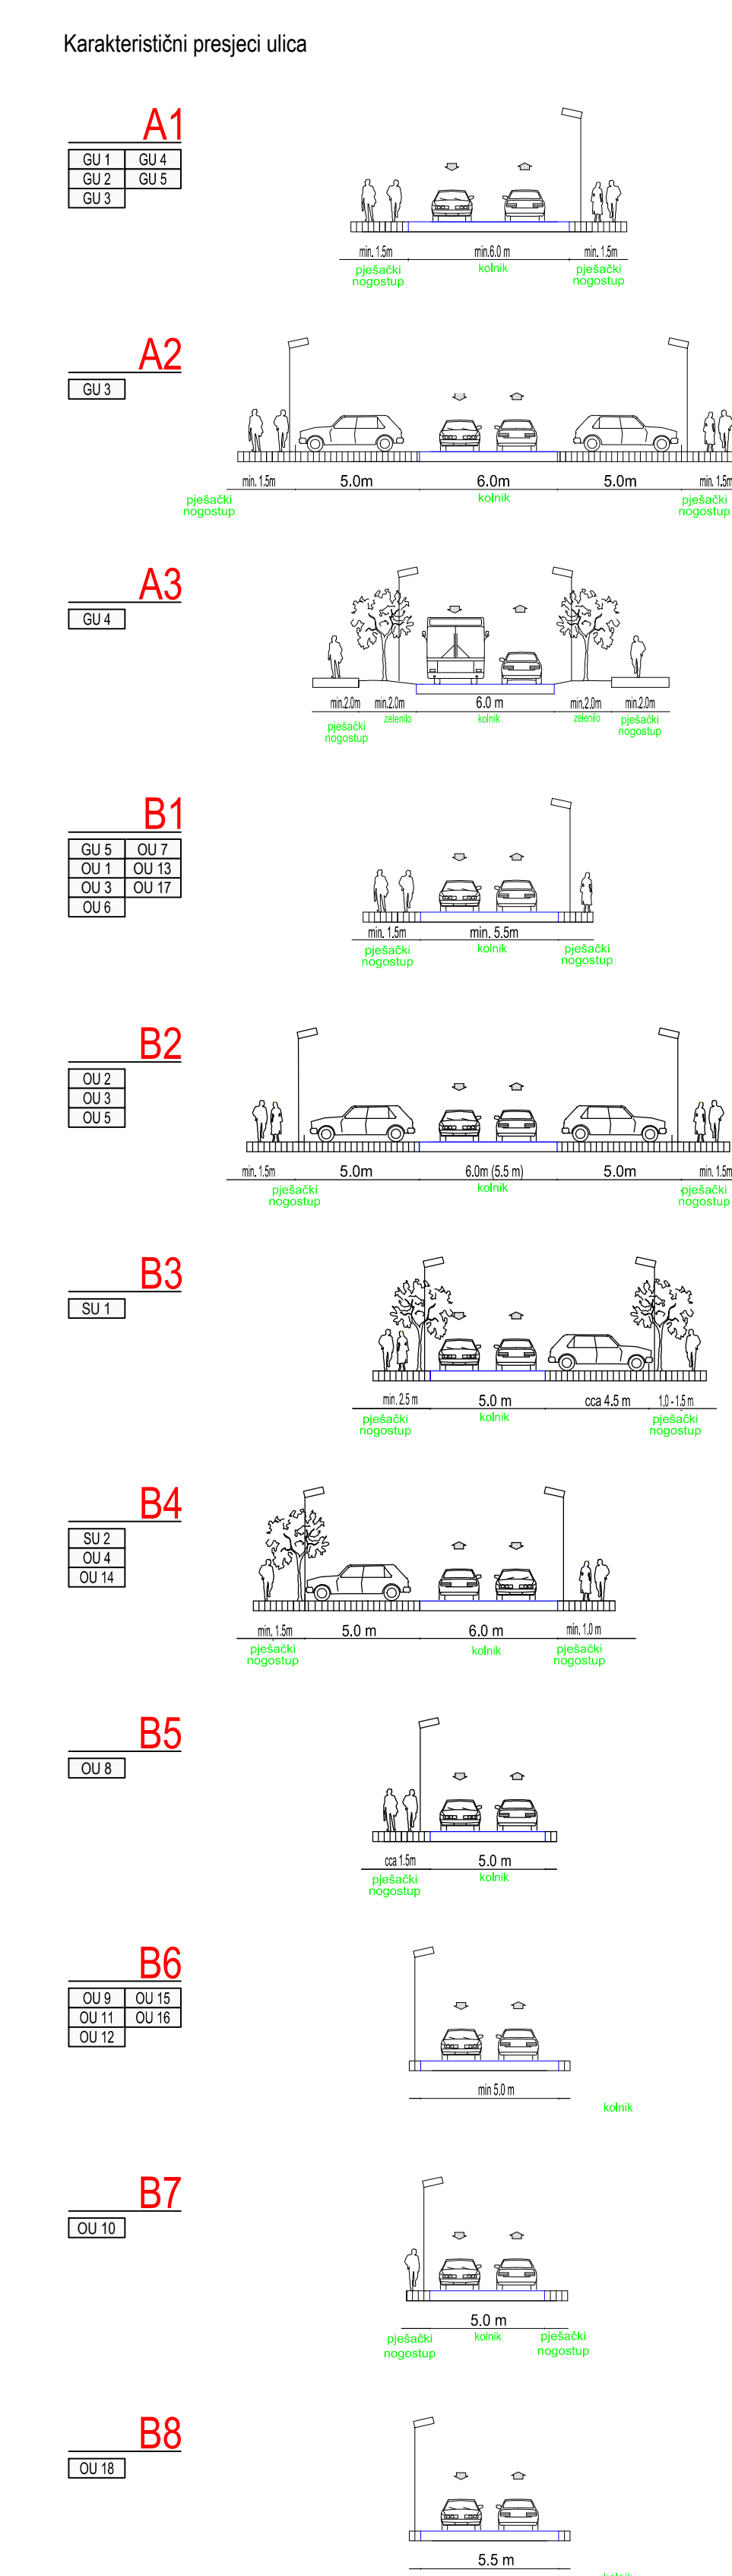 Karakteristični presjeci ulica
A1
GU 1 GU 4
GU 2 GU 5
GU 3
min. 1.5m min.6.0 m min. 1.5m
pješački nogostup kolnik pješački nogostup
A2
GU 3
min. 1.5m 5.0m 6.0m 5.0m min. 1.5m
pješački nogostup kolnik pješački nogostup
A3
GU 4
min.2.0m min.2.0m 6.0 m min.2.0m min.2.0m
pješački nogostup zelenilo kolnik zelenilo pješački nogostup
B1
GU 5 OU 7
OU 1 OU 13
OU 3 OU 17
OU 6
min. 1.5m min. 5.5m
pješački nogostup kolnik pješački nogostup
B2
OU 2
OU 3
OU 5
min. 1.5m 5.0m 6.0m (5.5 m) 5.0m min. 1.5m
pješački nogostup kolnik pješački nogostup
B3
SU 1
min. 2.5 m 5.0 m cca 4.5 m 1.0 - 1.5 m
pješački nogostup kolnik pješački nogostup
B4
SU 2
OU 4
OU 14
min. 1.5m 5.0 m 6.0 m min. 1.0 m
pješački nogostup kolnik pješački nogostup
B5
OU 8
cca 1.5m 5.0 m
pješački nogostup kolnik
B6
OU 9 OU 15
OU 11 OU 16
OU 12
min 5.0 m
kolnik
B7
OU 10
5.0 m
pješački nogostup kolnik pješački nogostup
B8
OU 18
5.5 m